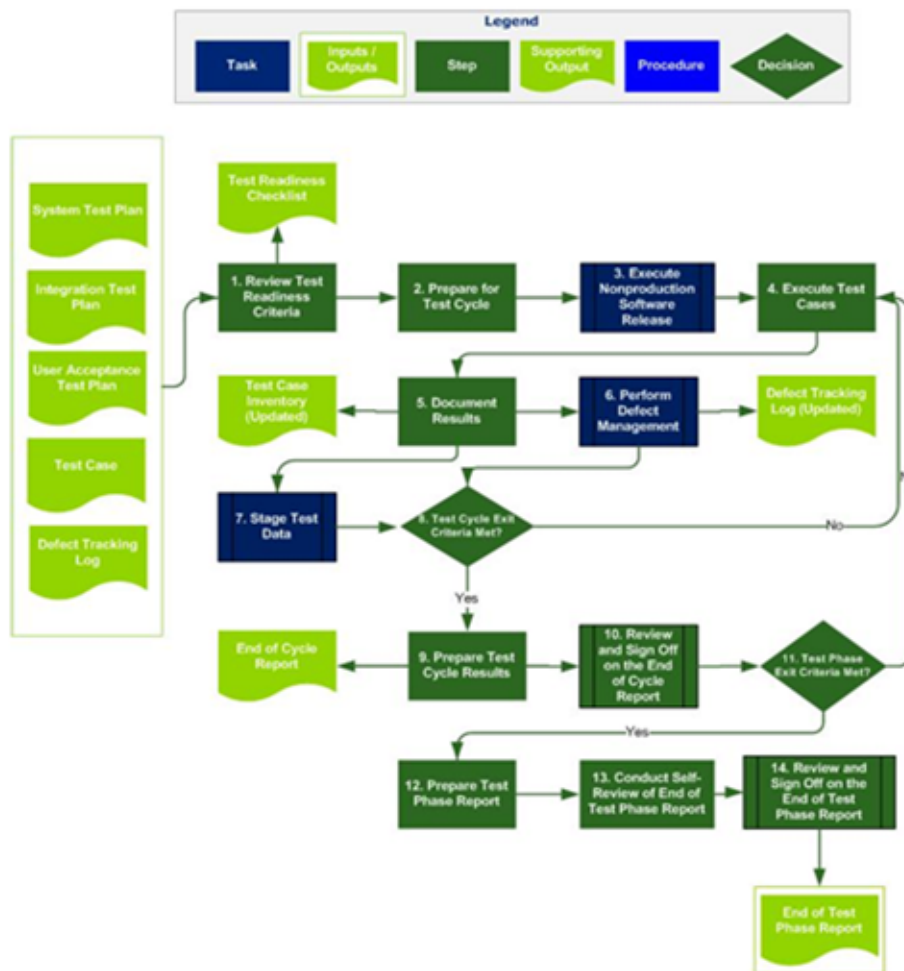 Legend
Task
Inputs /
Outputs
Step
Supporting
Output
Procedure
Decision
System Test Plan
Integration Test
Plan
User Acceptance
Test Plan
Test Case
Defect Tracking
Log
Test Readiness
Checklist
1. Review Test
Readiness
Criteria
2. Prepare for
Test Cycle
3. Execute
Nonproduction
Software
Release
4. Execute Test
Cases
Test Case
Inventory
(Updated)
5. Document
Results
6. Perform
Defect
Management
Defect Tracking
Log (Updated)
7. Stage Test
Data
8. Test Cycle Exit
Criteria Met?
No
Yes
End of Cycle
Report
9. Prepare Test
Cycle Results
10. Review
and Sign Off
on the End
of Cycle
Report
11. Test Phase
Exit Criteria Met?
Yes
12. Prepare Test
Phase Report
13. Conduct Self-
Review of End of
Test Phase Report
14. Review and
Sign Off on the
End of Test
Phase Report
End of Test
Phase Report